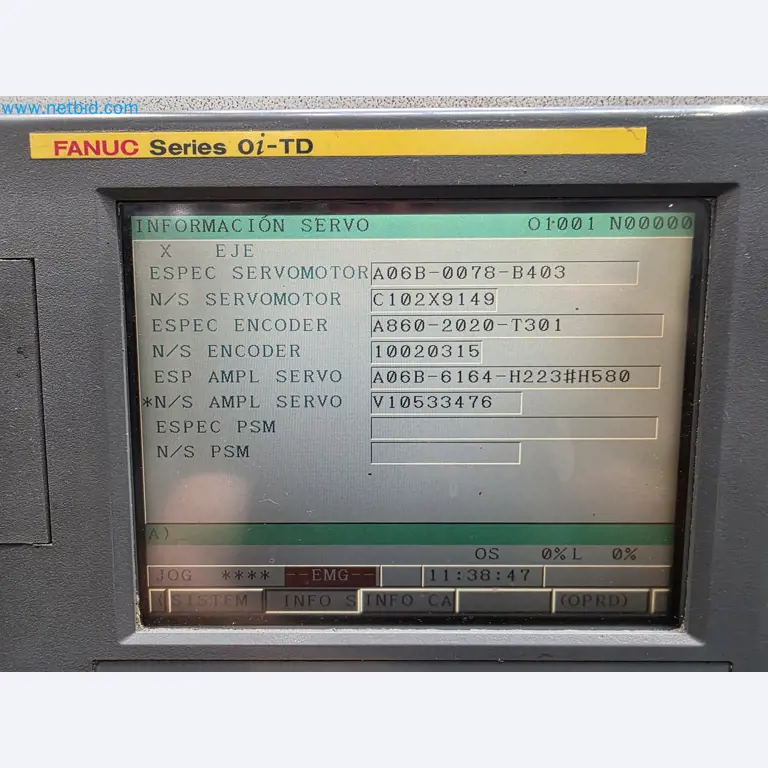 www.netbid.com
FANUC Series 0i-TD
INFORMACIÓN SERVO O1001 N00000
X EJE
ESPEC SERVOMOTOR A06B-0078-B403
N/S SERVOMOTOR C102X9149
ESPEC ENCODER A860-2020-T301
N/S ENCODER 10020315
ESP AMPL SERVO A06B-6164-H223#H580
*N/S AMPL SERVO V10533476
ESPEC PSM
N/S PSM
A)_
OS 0% L 0%
JOG **** --EMG-- 11:38:47
( SISTEM INFO S INFO CA (OPRD)